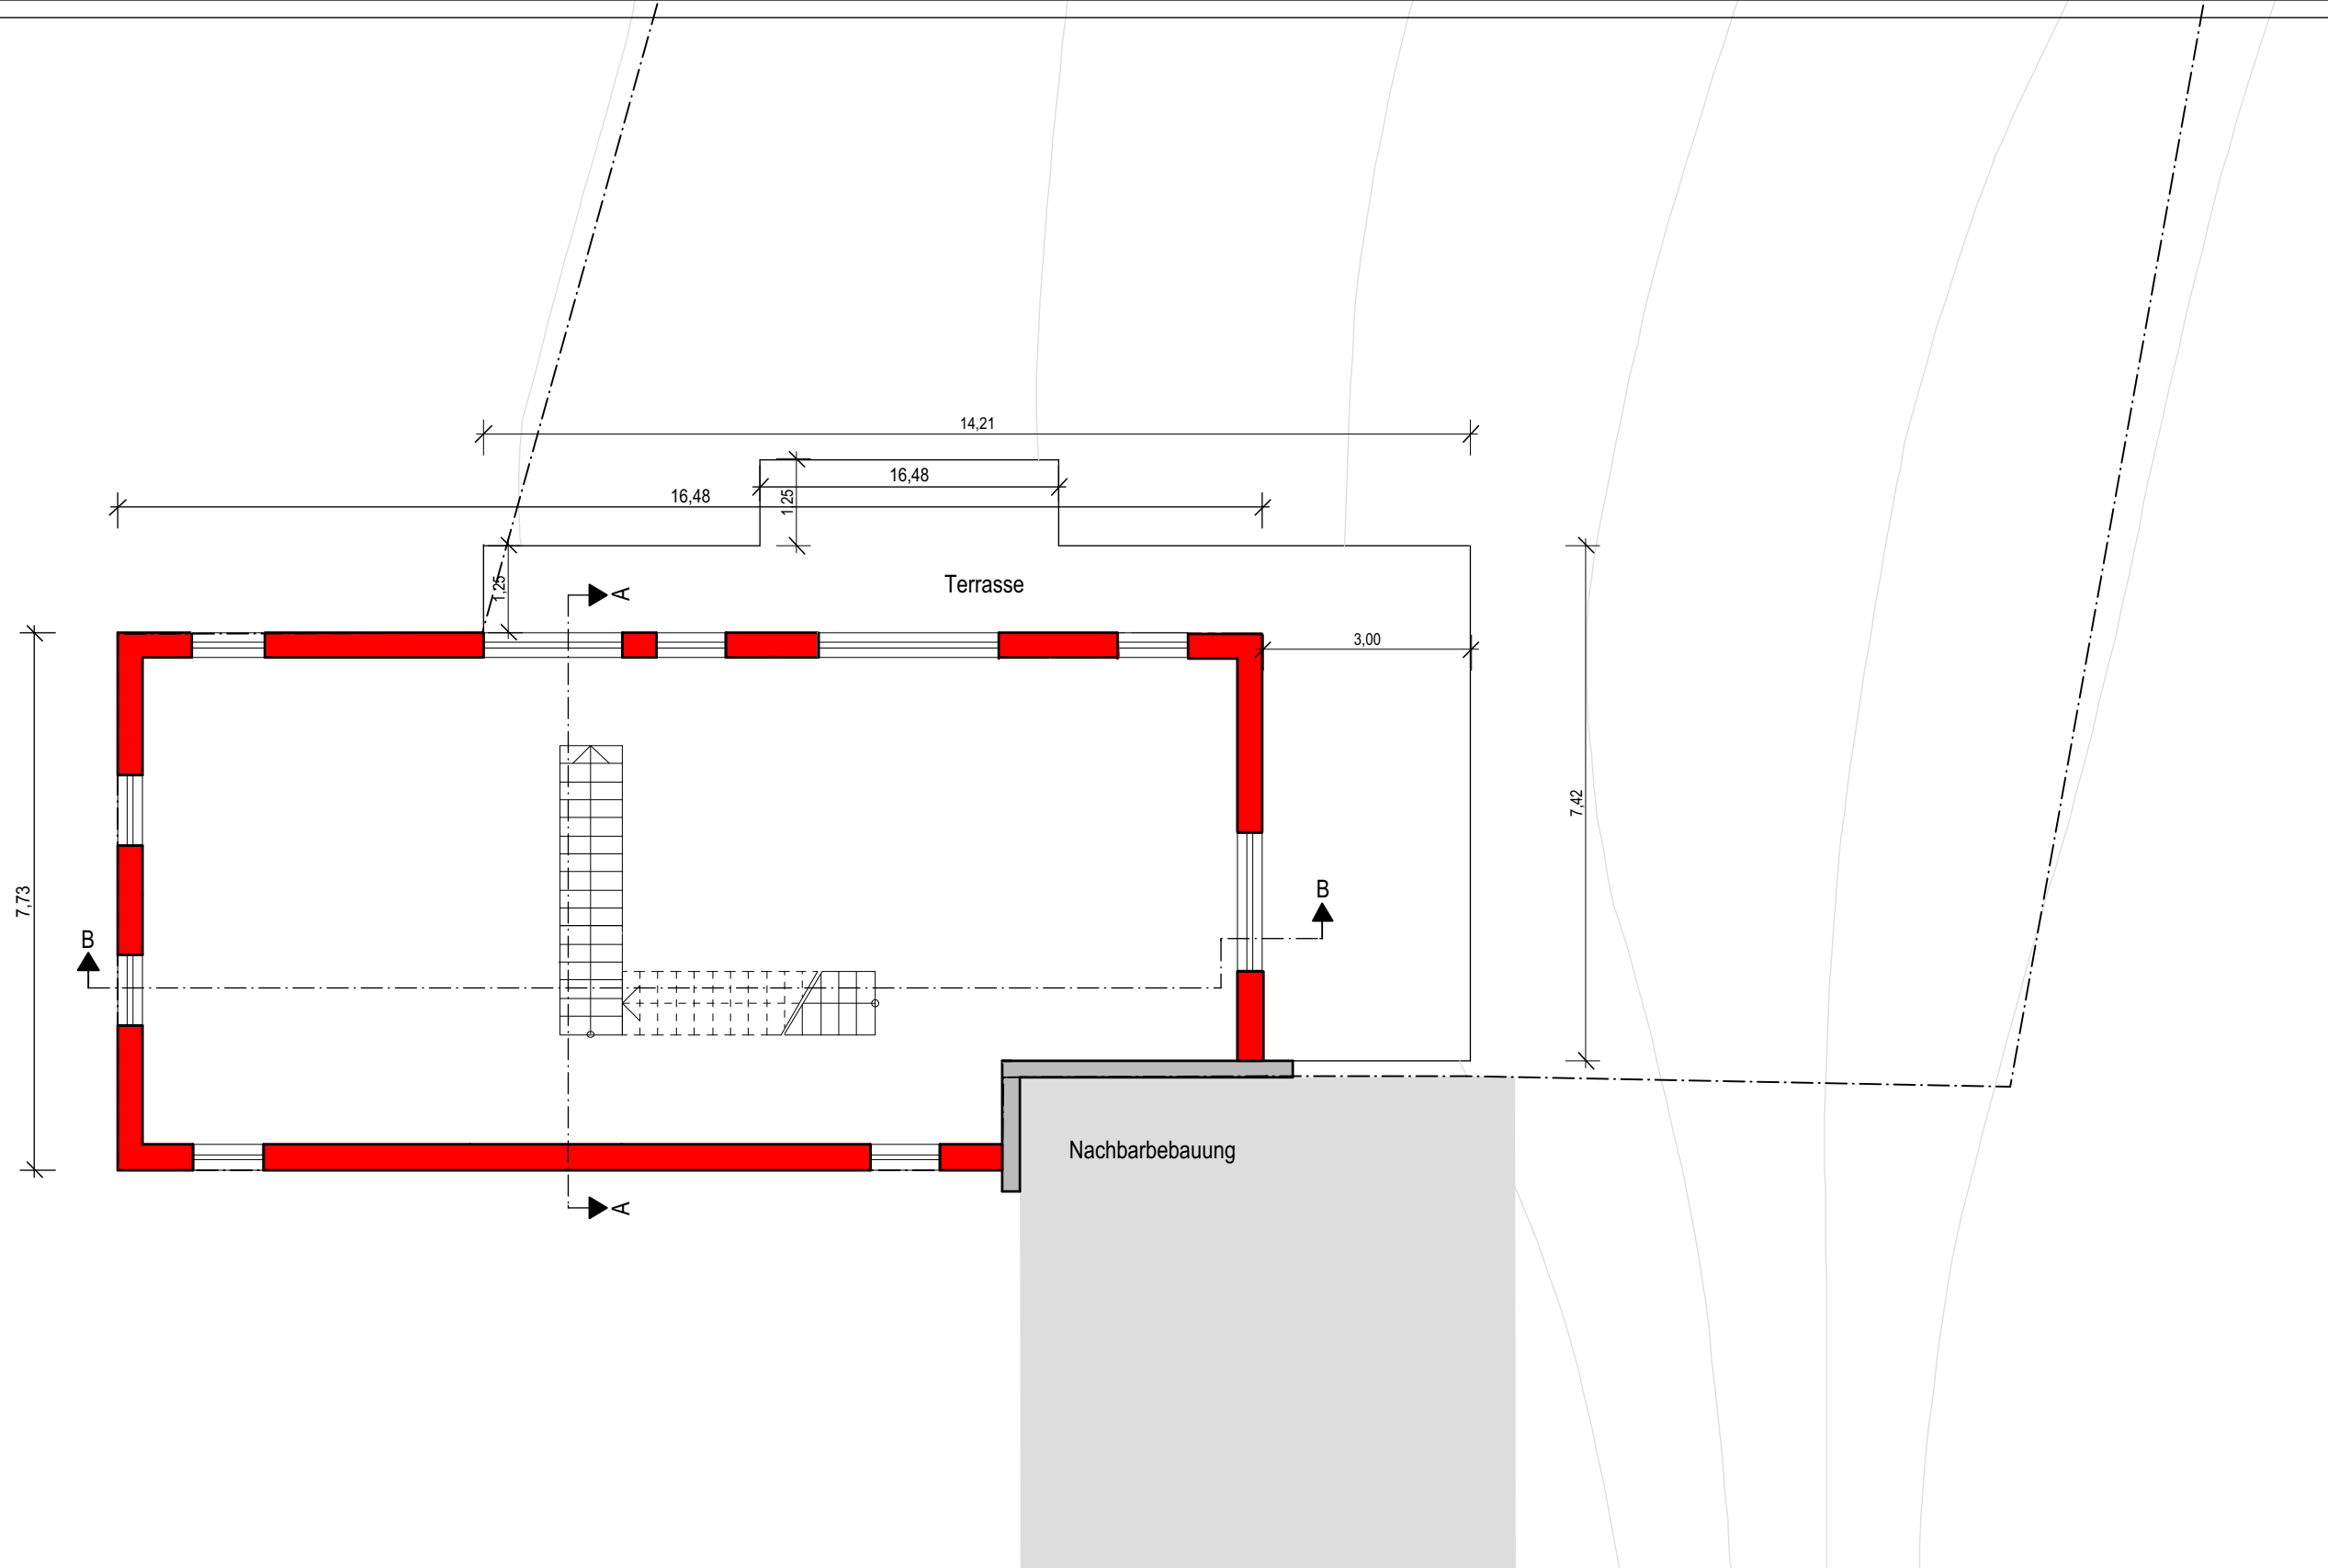 14,21
16,48
16,48
1,25
1,25
Terrasse
A
3,00
7,42
7,73
B
B
Nachbarbebauung
A